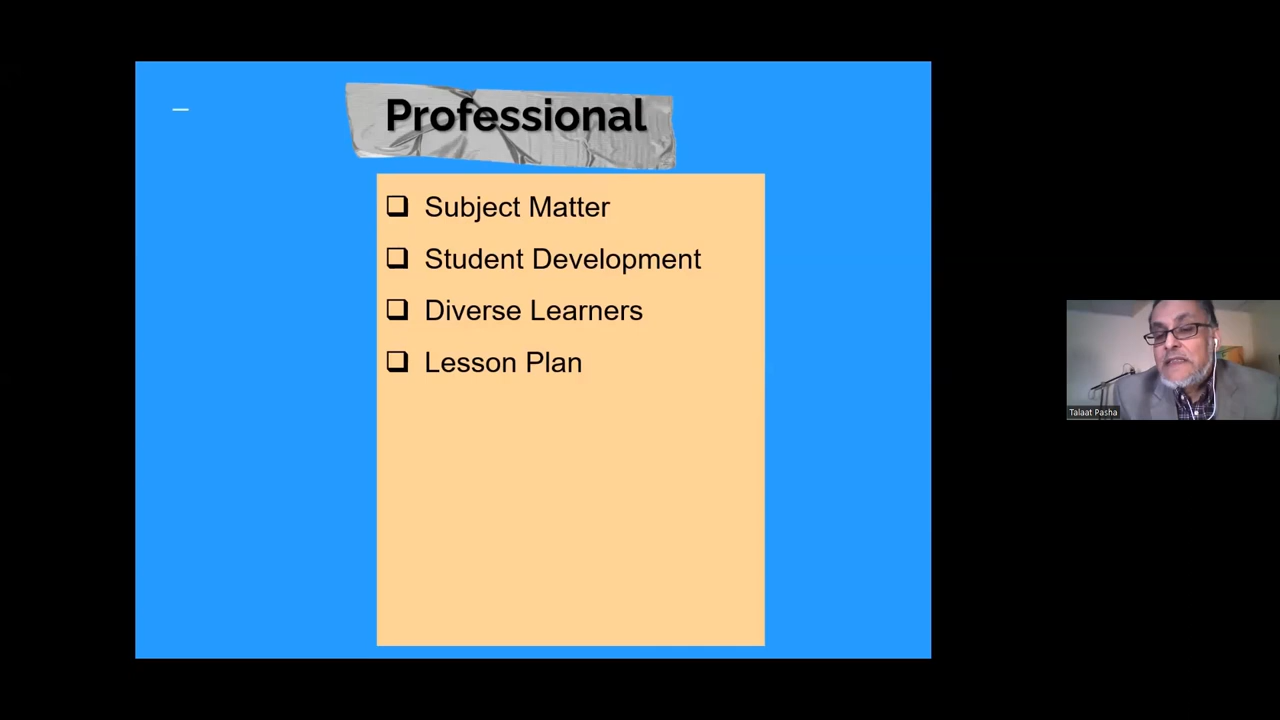 Professional
Subject Matter
Student Development
Diverse Learners
Lesson Plan
Talaat Pasha